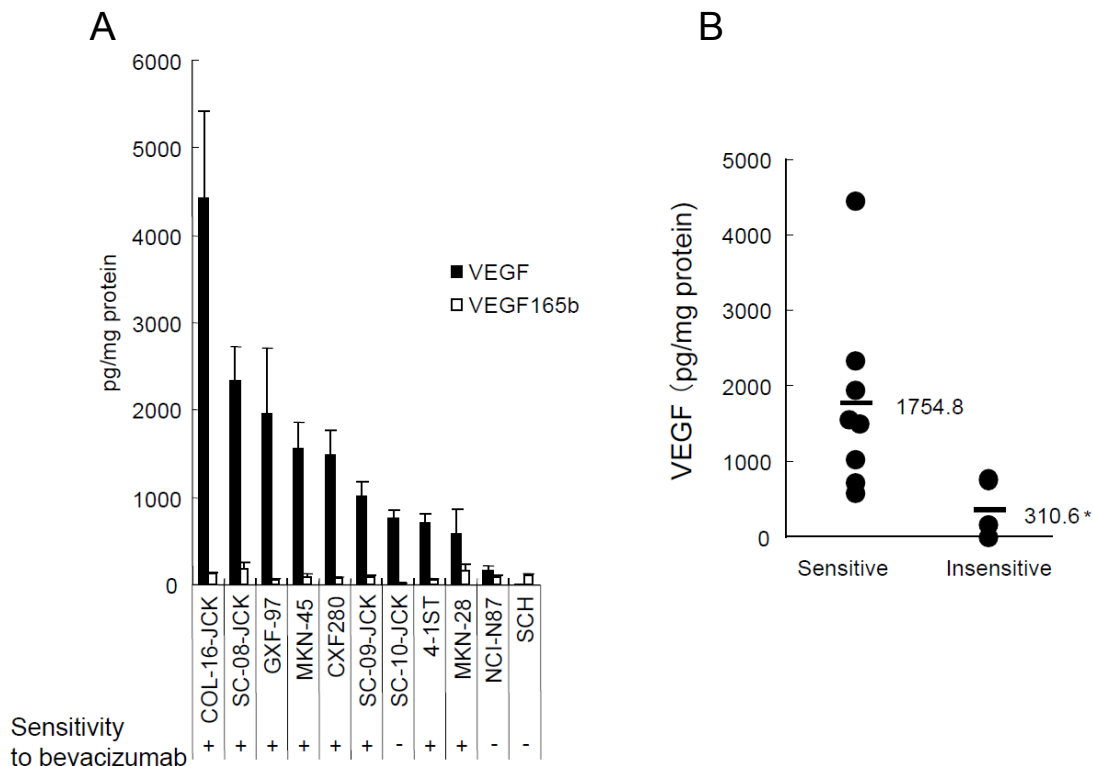 A
B
6000
5000
4000
3000
2000
1000
0
pg/mg protein
VEGF
VEGF165b
COL-16-JCK
SC-08-JCK
GXF-97
MKN-45
CXF280
SC-09-JCK
SC-10-JCK
4-1ST
MKN-28
NCI-N87
SCH
Sensitivity
to bevacizumab + + + + + + - + + - -
5000
4000
3000
2000
1000
0
VEGF (pg/mg protein)
1754.8
310.6 *
Sensitive Insensitive